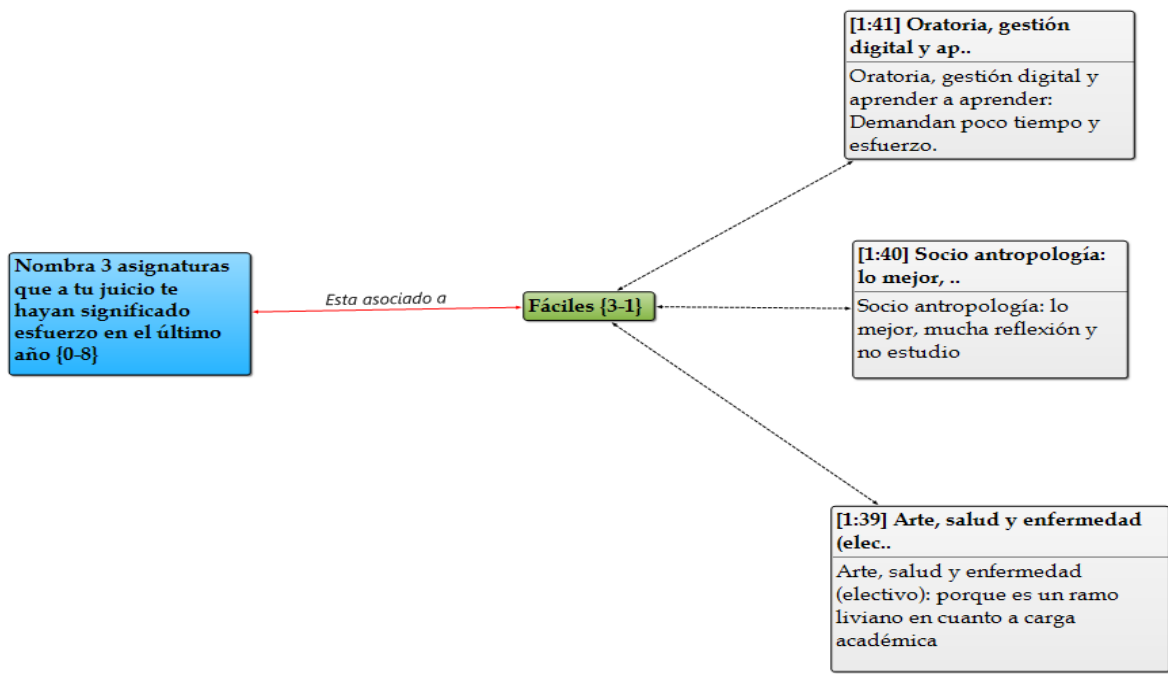 Nombra 3 asignaturas
que a tu juicio te
hayan significado
esfuerzo en el último
año {0-8}
Esta asociado a
Fáciles {3-1}
[1:41] Oratoria, gestión
digital y ap..
Oratoria, gestión digital y
aprender a aprender:
Demandan poco tiempo y
esfuerzo.
[1:40] Socio antropología:
lo mejor, ..
Socio antropología: lo
mejor, mucha reflexión y
no estudio
[1:39] Arte, salud y enfermedad
(elec..
Arte, salud y enfermedad
(electivo): porque es un ramo
liviano en cuanto a carga
académica